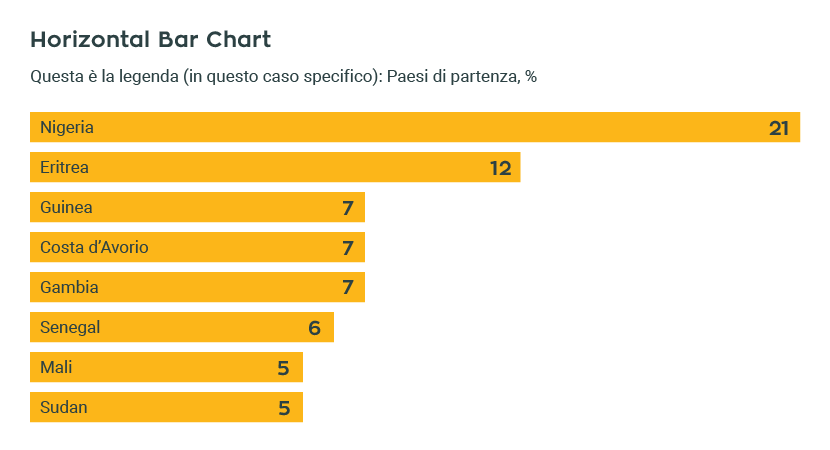 Horizontal Bar Chart
Questa è la legenda (in questo caso specifico): Paesi di partenza, %
Nigeria 21
Eritrea 12
Guinea 7
Costa d’Avorio 7
Gambia 7
Senegal 6
Mali 5
Sudan 5